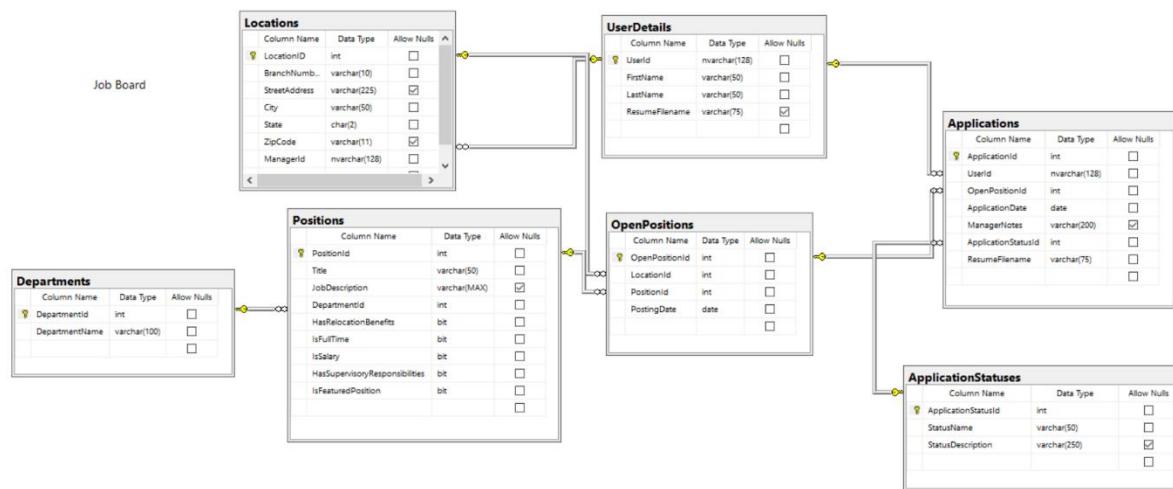 Job Board
Locations
Column Name Data Type Allow Nulls
LocationID int
BranchNumb... varchar(10)
StreetAddress varchar(225)
City varchar(50)
State char(2)
ZipCode varchar(11)
ManagerId nvarchar(128)
UserDetails
Column Name Data Type Allow Nulls
UserId nvarchar(128)
FirstName varchar(50)
LastName varchar(50)
ResumeFilename varchar(75)
Applications
Column Name Data Type Allow Nulls
ApplicationId int
UserId nvarchar(128)
OpenPositionId int
ApplicationDate date
ManagerNotes varchar(200)
ApplicationStatusId int
ResumeFilename varchar(75)
Positions
Column Name Data Type Allow Nulls
PositionId int
Title varchar(50)
JobDescription varchar(MAX)
DepartmentId int
HasRelocationBenefits bit
IsFullTime bit
IsSalary bit
HasSupervisoryResponsibilities bit
IsFeaturedPosition bit
OpenPositions
Column Name Data Type Allow Nulls
OpenPositionId int
LocationId int
PositionId int
PostingDate date
Departments
Column Name Data Type Allow Nulls
DepartmentId int
DepartmentName varchar(100)
ApplicationStatuses
Column Name Data Type Allow Nulls
ApplicationStatusId int
StatusName varchar(50)
StatusDescription varchar(250)